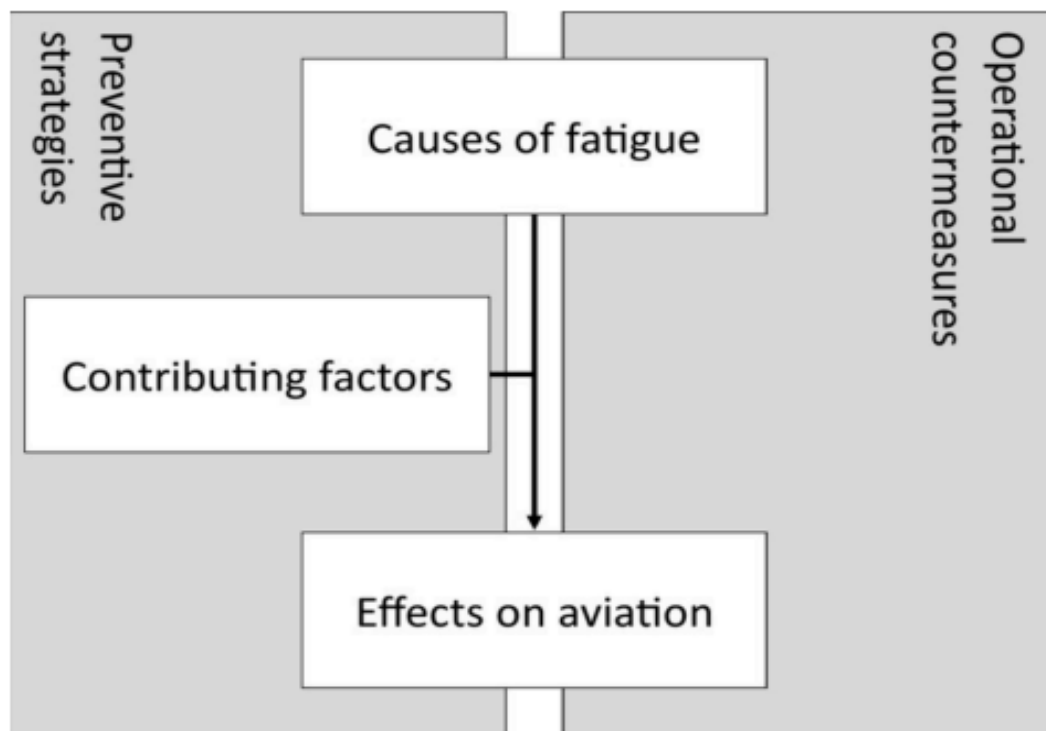 Preventive
strategies
Operational
countermeasures
Causes of fatigue
Contributing factors
Effects on aviation